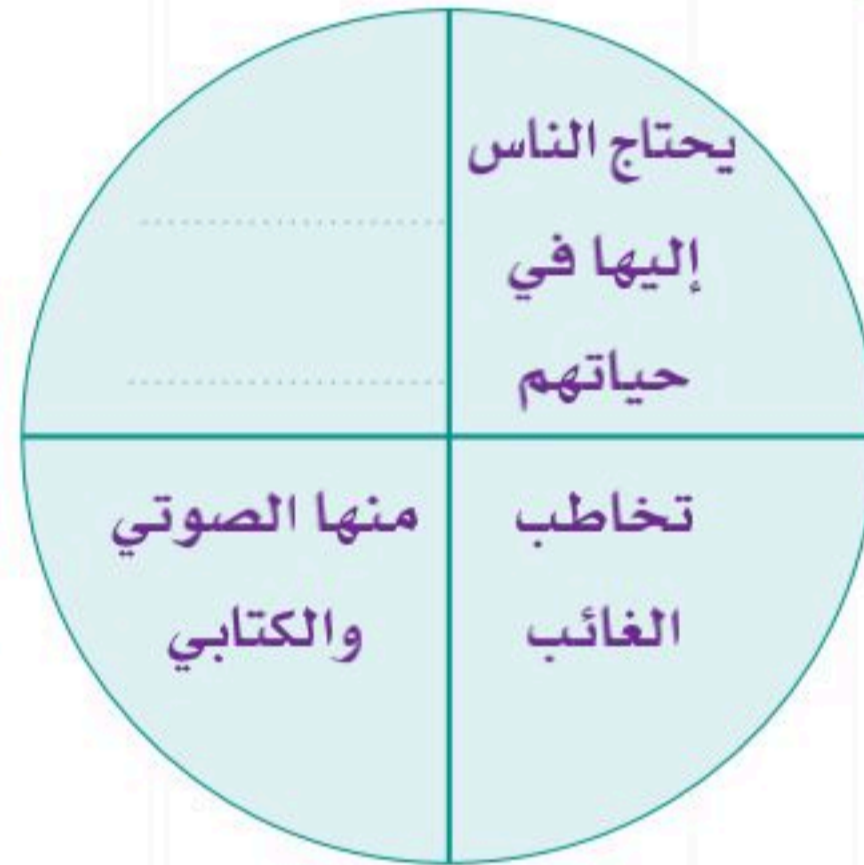 يحتاج الناس
إليها في
حياتهم
تخاطب
الغائب
منها الصوتي
والكتابي